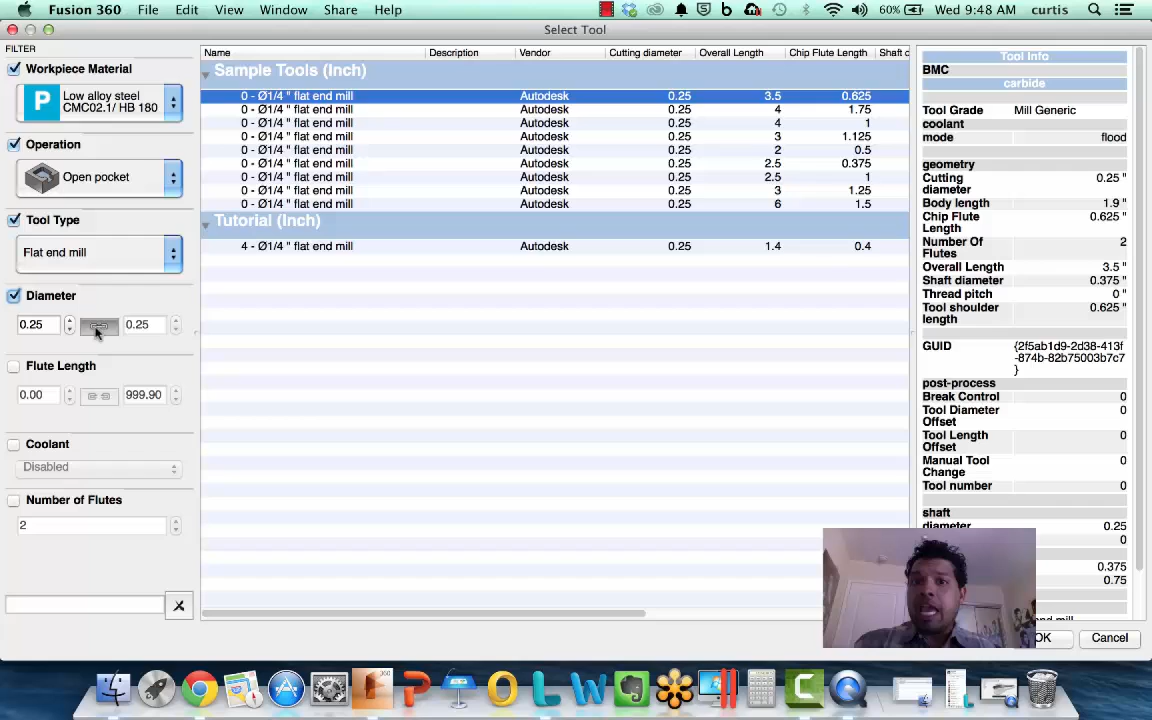 Fusion 360 File Edit View Window Share Help 60% Wed 9:48 AM curtis
Select Tool
FILTER
Workpiece Material
P Low alloy steel
CMC02.1/ HB 180
Operation
Open pocket
Tool Type
Flat end mill
Diameter
0.25 0.25
Flute Length
0.00 999.90
Coolant
Disabled
Number of Flutes
2
Name Description Vendor Cutting diameter Overall Length Chip Flute Length Shaft d
Sample Tools (Inch)
0 - Ø1/4 " flat end mill Autodesk 0.25 3.5 0.625
0 - Ø1/4 " flat end mill Autodesk 0.25 4 1.75
0 - Ø1/4 " flat end mill Autodesk 0.25 4 1
0 - Ø1/4 " flat end mill Autodesk 0.25 3 1.125
0 - Ø1/4 " flat end mill Autodesk 0.25 2 0.5
0 - Ø1/4 " flat end mill Autodesk 0.25 2.5 0.375
0 - Ø1/4 " flat end mill Autodesk 0.25 2.5 1
0 - Ø1/4 " flat end mill Autodesk 0.25 3 1.25
0 - Ø1/4 " flat end mill Autodesk 0.25 6 1.5
Tutorial (Inch)
4 - Ø1/4 " flat end mill Autodesk 0.25 1.4 0.4
Tool Info
BMC
carbide
Tool Grade Mill Generic
coolant
mode flood
geometry
Cutting
diameter 0.25 "
Body length 1.9 "
Chip Flute
Length 0.625 "
Number Of
Flutes 2
Overall Length 3.5 "
Shaft diameter 0.375 "
Thread pitch 0 "
Tool shoulder
length 0.625 "
GUID {2f5ab1d9-2d38-413f
-874b-82b75003b7c7
}
post-process
Break Control 0
Tool Diameter
Offset 0
Tool Length
Offset 0
Manual Tool
Change 0
Tool number 0
shaft
diameter 0.25
0
0.375
0.75
end mill
OK Cancel